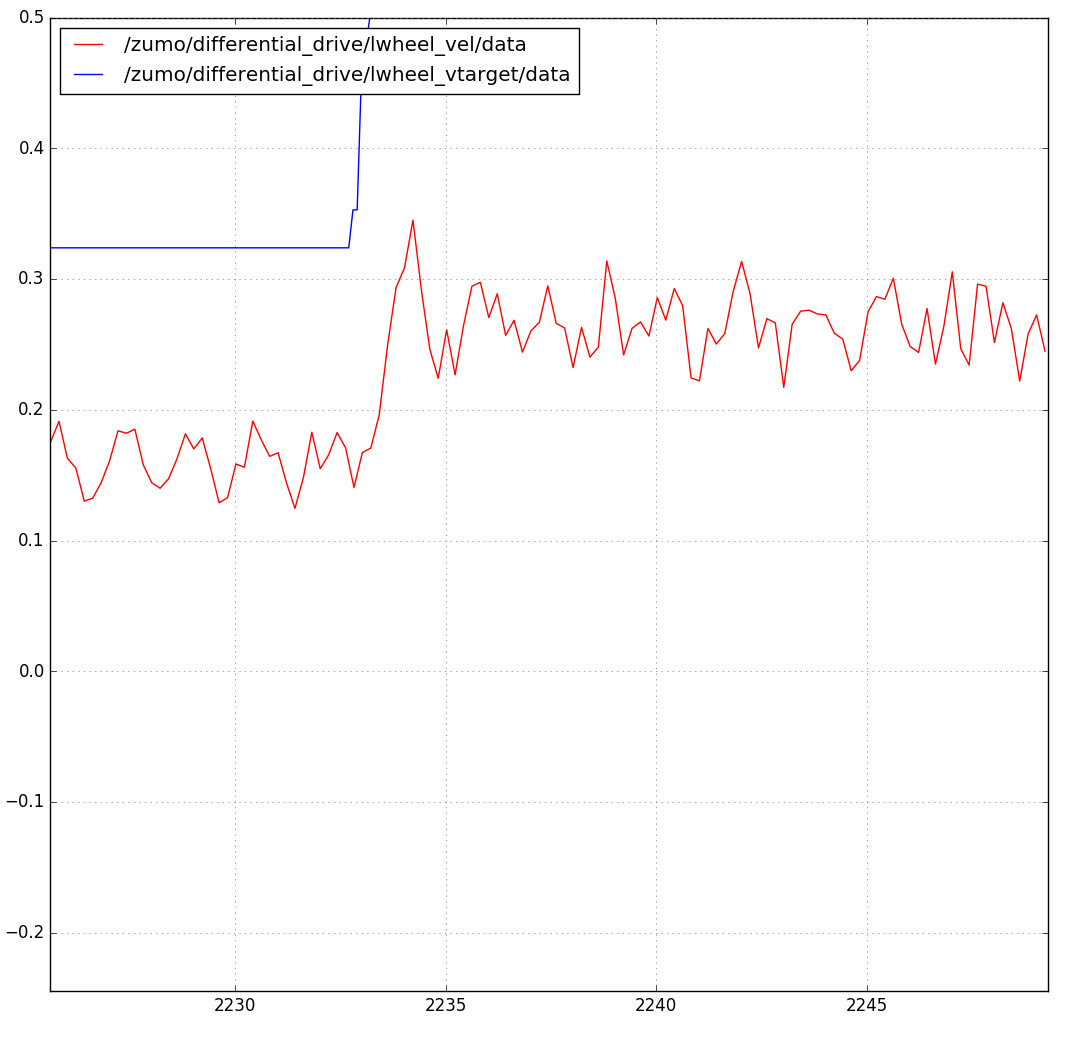 /zumo/differential_drive/lwheel_vel/data
/zumo/differential_drive/lwheel_vtarget/data
0.5
0.4
0.3
0.2
0.1
0.0
−0.1
−0.2
2230 2235 2240 2245